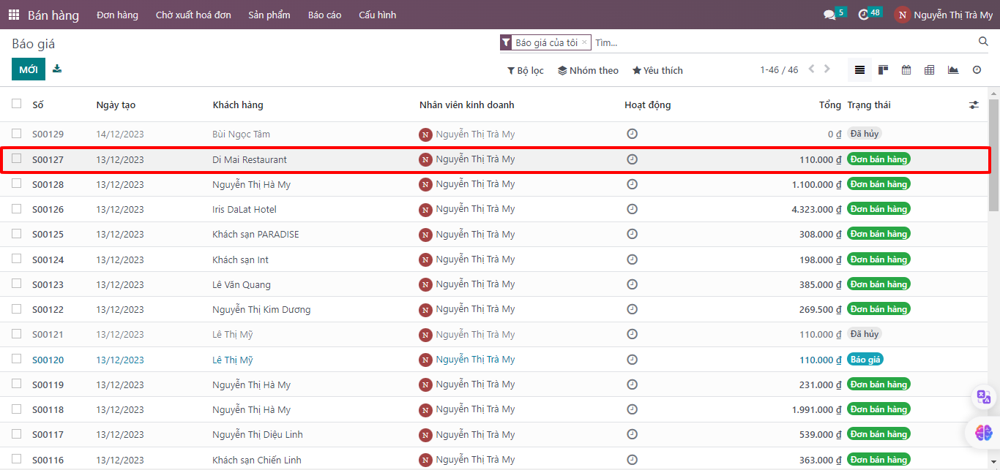 Bán hàng Đơn hàng Chờ xuất hoá đơn Sản phẩm Báo cáo Cấu hình 5 48 N Nguyễn Thị Trà My
Báo giá Báo giá của tôi × Tìm...
MỚI Bộ lọc Nhóm theo Yêu thích 1-46 / 46
Số Ngày tạo Khách hàng Nhân viên kinh doanh Hoạt động Tổng Trạng thái
S00129 14/12/2023 Bùi Ngọc Tâm N Nguyễn Thị Trà My 0 ₫ Đã hủy
S00127 13/12/2023 Di Mai Restaurant N Nguyễn Thị Trà My 110.000 ₫ Đơn bán hàng
S00128 13/12/2023 Nguyễn Thị Hà My N Nguyễn Thị Trà My 1.100.000 ₫ Đơn bán hàng
S00126 13/12/2023 Iris DaLat Hotel N Nguyễn Thị Trà My 4.323.000 ₫ Đơn bán hàng
S00125 13/12/2023 Khách sạn PARADISE N Nguyễn Thị Trà My 308.000 ₫ Đơn bán hàng
S00124 13/12/2023 Khách sạn Int N Nguyễn Thị Trà My 198.000 ₫ Đơn bán hàng
S00123 13/12/2023 Lê Văn Quang N Nguyễn Thị Trà My 385.000 ₫ Đơn bán hàng
S00122 13/12/2023 Nguyễn Thị Kim Dương N Nguyễn Thị Trà My 269.500 ₫ Đơn bán hàng
S00121 13/12/2023 Lê Thị Mỹ N Nguyễn Thị Trà My 110.000 ₫ Đã hủy
S00120 13/12/2023 Lê Thị Mỹ N Nguyễn Thị Trà My 110.000 ₫ Báo giá
S00119 13/12/2023 Nguyễn Thị Hà My N Nguyễn Thị Trà My 231.000 ₫ Đơn bán hàng
S00118 13/12/2023 Nguyễn Thị Hà My N Nguyễn Thị Trà My 1.991.000 ₫ Đơn bán hàng
S00117 13/12/2023 Nguyễn Thị Diệu Linh N Nguyễn Thị Trà My 539.000 ₫ Đơn bán hàng
S00116 13/12/2023 Khách sạn Chiến Linh N Nguyễn Thị Trà My 363.000 ₫ Đơn bán hàng